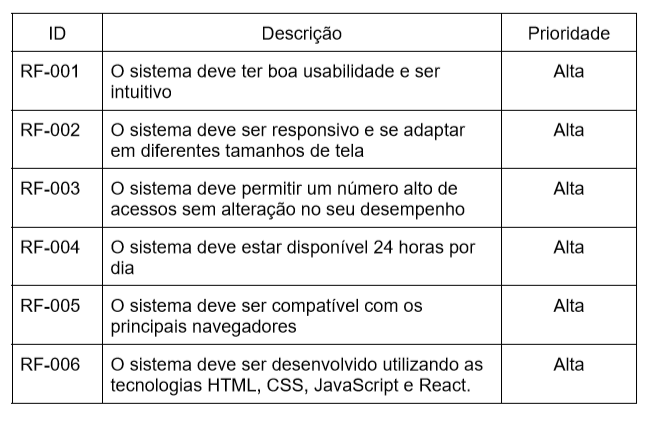 ID Descrição Prioridade
RF-001 O sistema deve ter boa usabilidade e ser Alta
intuitivo
RF-002 O sistema deve ser responsivo e se adaptar Alta
em diferentes tamanhos de tela
RF-003 O sistema deve permitir um número alto de Alta
acessos sem alteração no seu desempenho
RF-004 O sistema deve estar disponível 24 horas por Alta
dia
RF-005 O sistema deve ser compatível com os Alta
principais navegadores
RF-006 O sistema deve ser desenvolvido utilizando as Alta
tecnologias HTML, CSS, JavaScript e React.